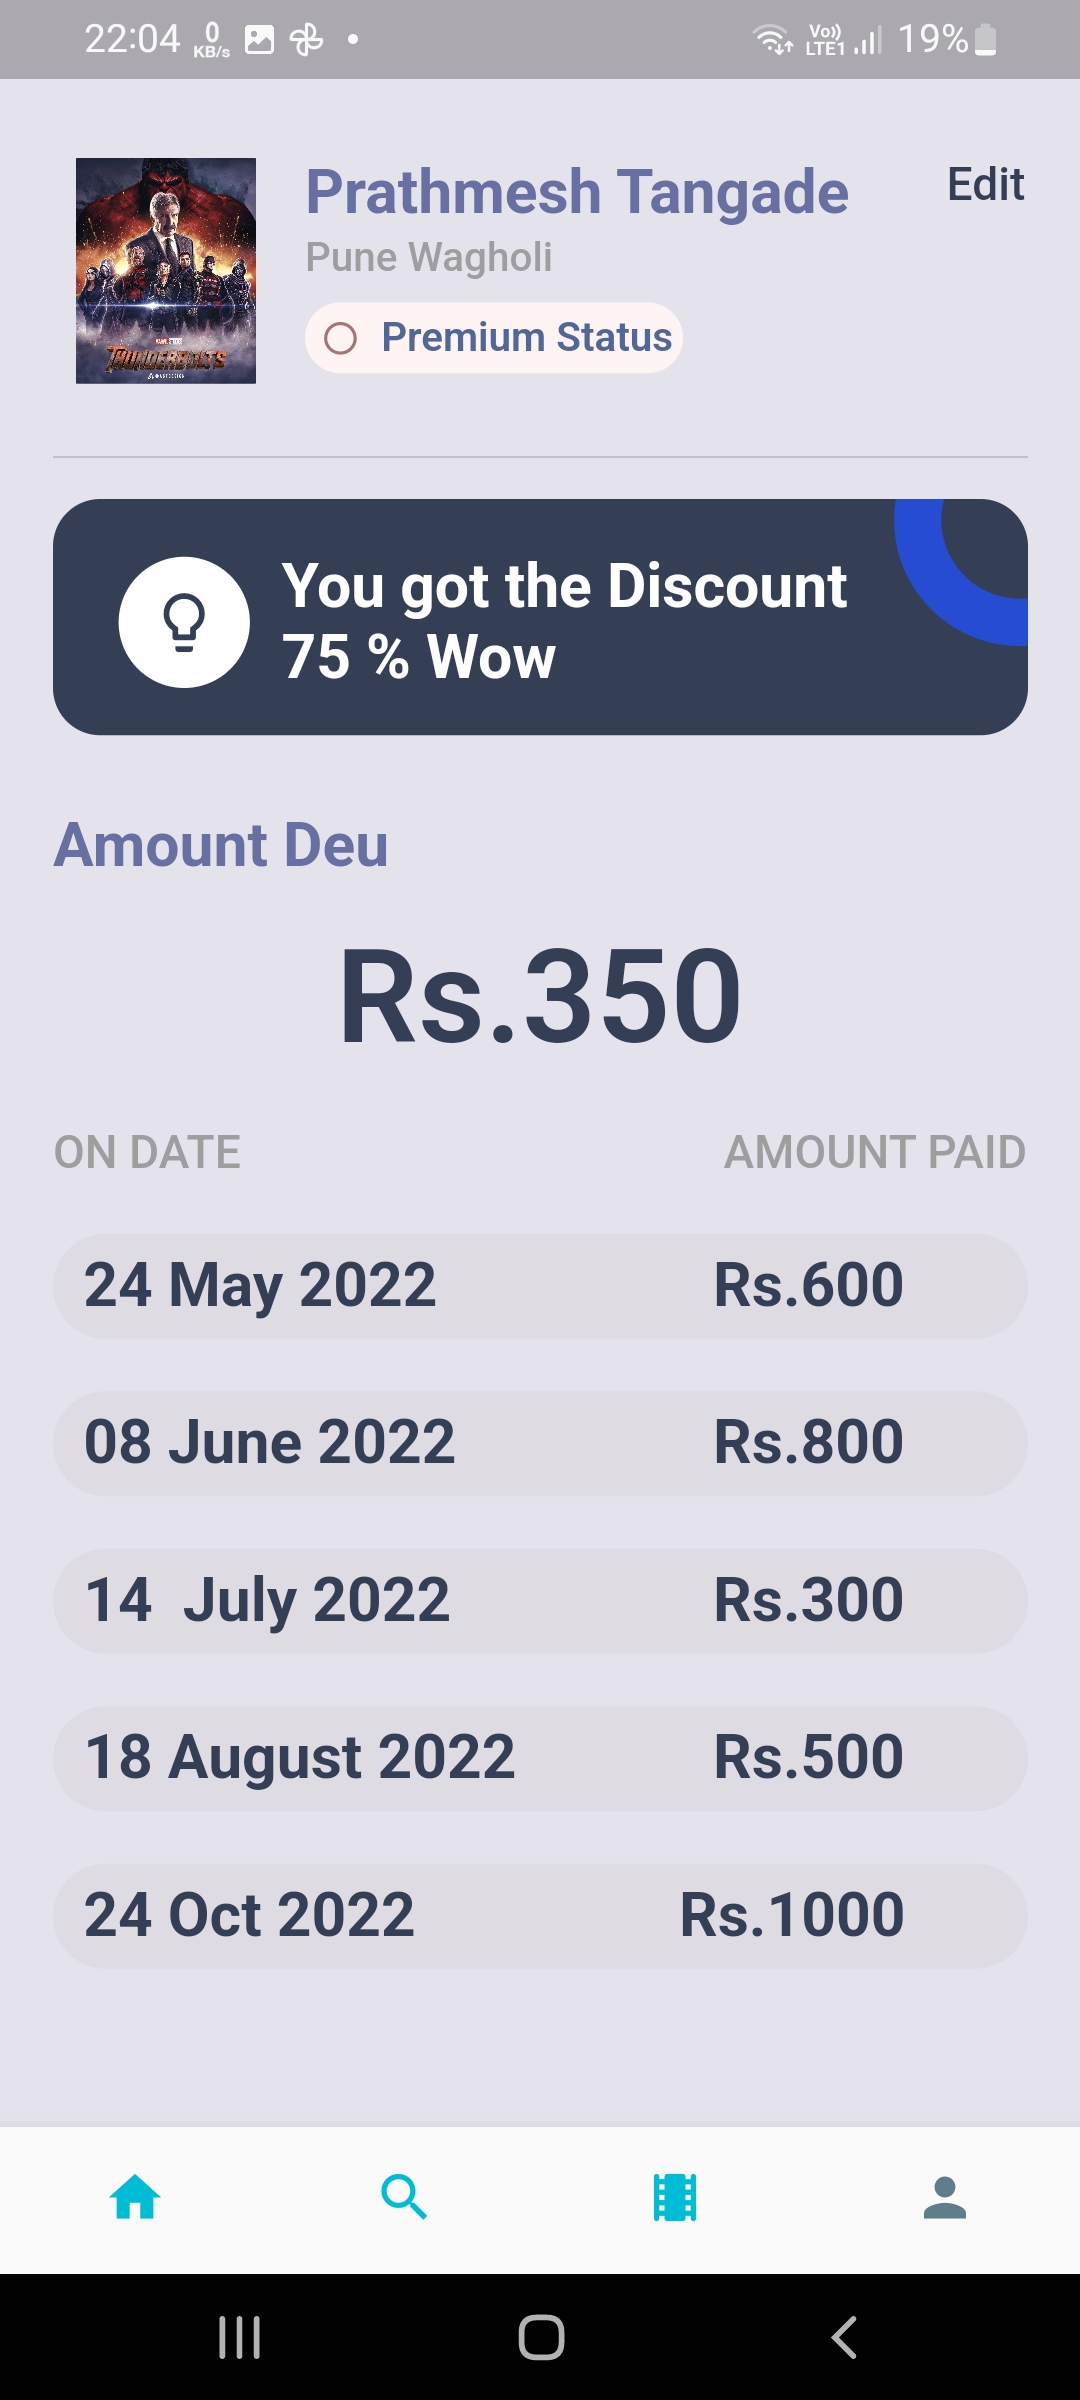 22:04 0 KB/s Vo)) LTE1 19%
Prathmesh Tangade
Edit
Pune Wagholi
Premium Status
MARVEL STUDIOS
THUNDERBOLTS
You got the Discount
75 % Wow
Amount Deu
Rs.350
ON DATE AMOUNT PAID
24 May 2022 Rs.600
08 June 2022 Rs.800
14  July 2022 Rs.300
18 August 2022 Rs.500
24 Oct 2022 Rs.1000